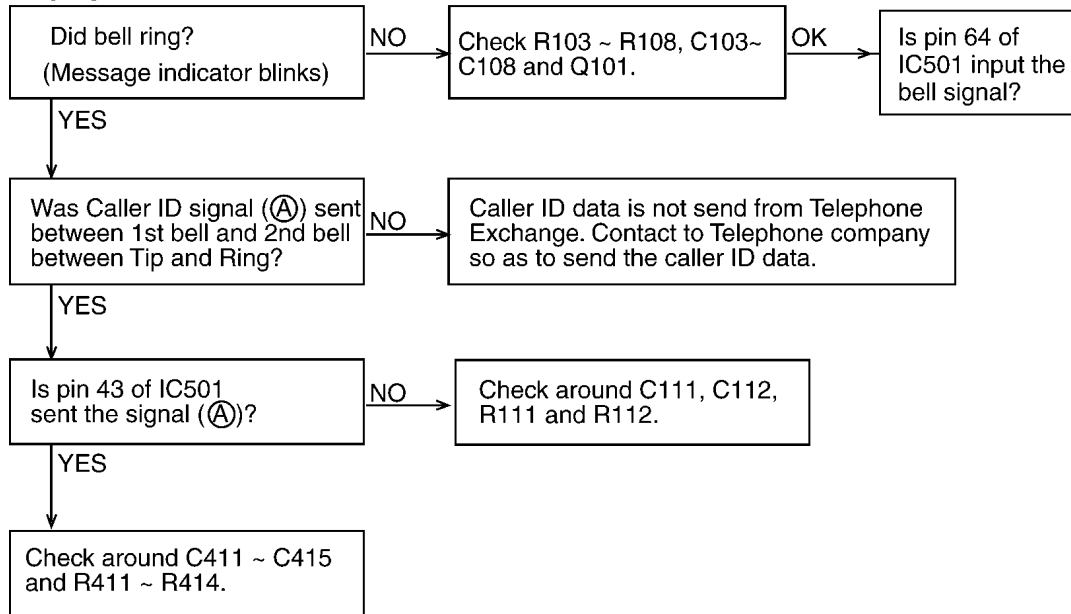 Did bell ring?
(Message indicator blinks)
NO
Check R103 ~ R108, C103~
C108 and Q101.
OK
Is pin 64 of
IC501 input the
bell signal?
YES
Was Caller ID signal (Ⓐ) sent
between 1st bell and 2nd bell
between Tip and Ring?
NO
Caller ID data is not send from Telephone
Exchange. Contact to Telephone company
so as to send the caller ID data.
YES
Is pin 43 of IC501
sent the signal (Ⓐ)?
NO
Check around C111, C112,
R111 and R112.
YES
Check around C411 ~ C415
and R411 ~ R414.